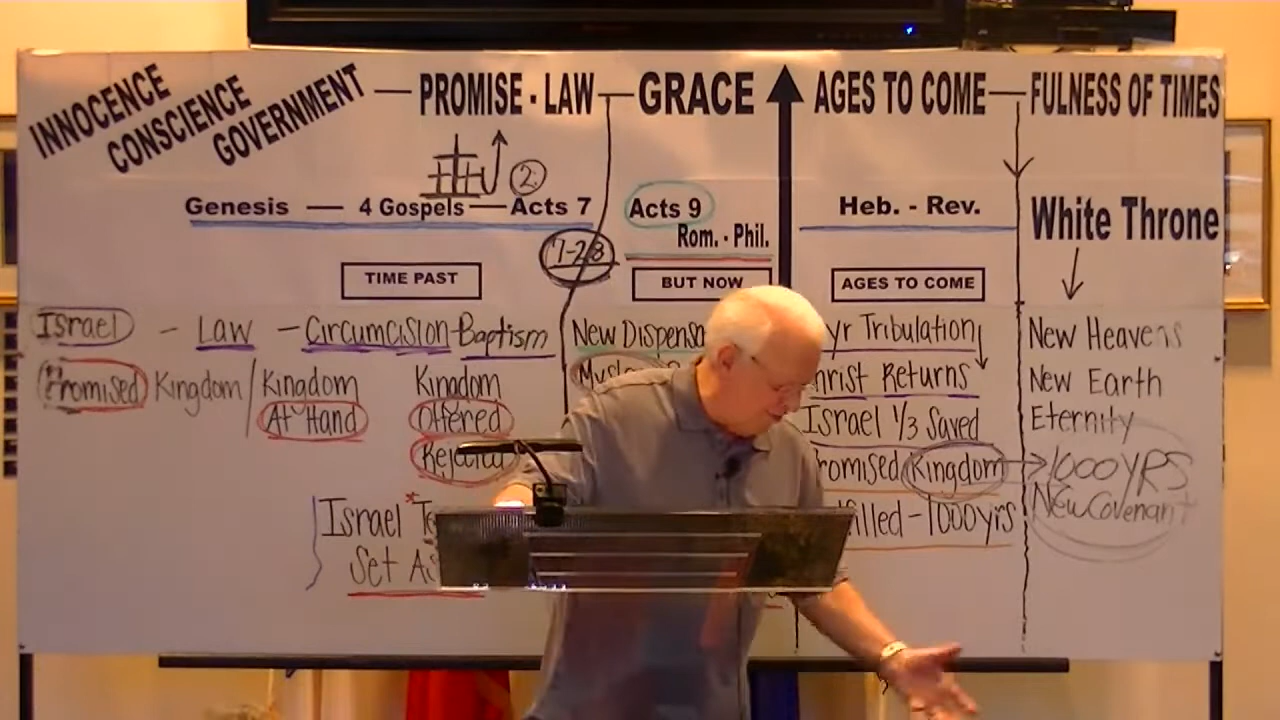 INNOCENCE
CONSCIENCE
GOVERNMENT — PROMISE - LAW — GRACE AGES TO COME — FULNESS OF TIMES
2
Genesis — 4 Gospels — Acts 7 Acts 9 Heb. - Rev. White Throne
Rom. - Phil.
7-28
TIME PAST BUT NOW AGES TO COME
Israel - Law - Circumcision - Baptism New yr Tribulation New Heavens
Promised Kingdom / Kingdom Kingdom Returns New Earth
At Hand Offered Israel 1/3 Saved Eternity
Rejected Kingdom 1000 YRS
Israel 1000 yrs New Covenant
Set